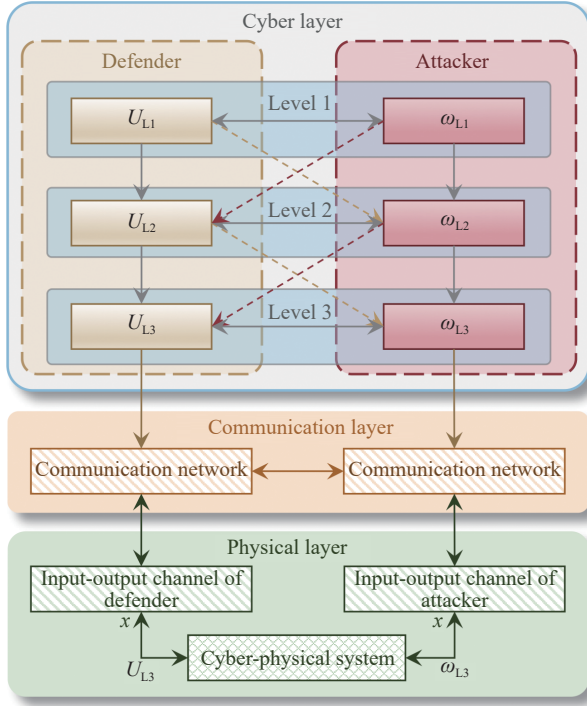 Cyber layer
Defender
Attacker
Level 1
U_L1
ω_L1
Level 2
U_L2
ω_L2
Level 3
U_L3
ω_L3
Communication layer
Communication network
Communication network
Physical layer
Input-output channel of
defender
Input-output channel of
attacker
x
x
Cyber-physical system
U_L3
ω_L3